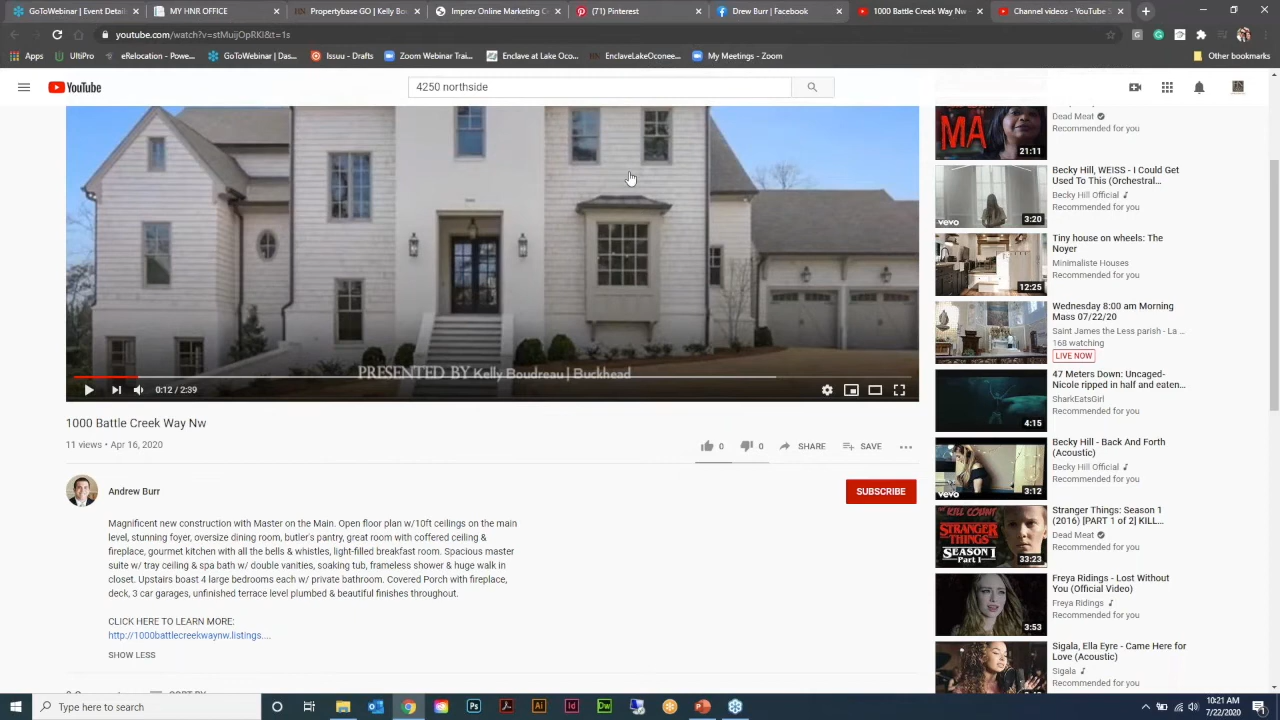 GoToWebinar | Event Detai
MY HNR OFFICE
Pronerbase GO | Kelly Bo
Imprev Online Marketing C
(71) Pinterest
Drew Burr | Facebook
1000 Battle Creek Way Nw
youtube.com/watch?v=stMuijOpRKI&t=1s
Apps
UltiPro
eRelocation - Powe...
GoToWebinar
Issuu - Drafts
Zoom Webinar Trai...
Enclave at Lake Oco...
EnclaveLakeOconee...
My Meetings - Zoom
Other bookmarks
YouTube
4250 northside
PRESENTED BY Kelly Boudreau | Buckhead
0:12 / 2:39
1000 Battle Creek Way Nw
11 views • Apr 16, 2020
0
0
SHARE
SAVE
Andrew Burr
SUBSCRIBE
Magnificent new construction with Master on the Main. Open floor plan w/10ft ceilings on the main
level, stunning foyer, oversize dining room, butler's pantry, great room with coffered ceiling &
fireplace, gourmet kitchen with all the bells & whistles, light-filled breakfast room. Spacious master
suite w/ tray ceiling & spa bath w/ double vanities, soaking tub, frameless shower & huge walk in
closet. Upstairs boast 4 large bedrooms each w/ private bathroom. Covered Porch with fireplace,
deck, 3 car garages, unfinished terrace level plumbed & beautiful finishes throughout.
CLICK HERE TO LEARN MORE:
http://1000battlecreekwaynw.listings....
SHOW LESS
MA
21:11
Dead Meat
Recommended for you
vevo
3:20
Becky Hill, WEISS - I Could Get
Used To This (Orchestral...
Becky Hill Official
Recommended for you
12:25
Tiny house on wheels: The
Noyer
Minimaliste Houses
Recommended for you
Wednesday 8:00 am Morning
Mass 07/22/20
Saint James the Less parish - La ...
168 watching
LIVE NOW
4:15
47 Meters Down: Uncaged-
Nicole ripped in half and eaten...
SharkEatsGirl
Recommended for you
vevo
3:12
Becky Hill - Back And Forth
(Acoustic)
Becky Hill Official
Recommended for you
THE KILL COUNT
STRANGER
THINGS
SEASON 1
Part 1
33:23
Stranger Things: Season 1
(2016) [PART 1 of 2] KILL...
Dead Meat
Recommended for you
3:53
Freya Ridings - Lost Without
You (Official Video)
Freya Ridings
Recommended for you
Sigala, Ella Eyre - Came Here for
Love (Acoustic)
Sigala
Recommended for you
Type here to search
10:21 AM
7/22/2020